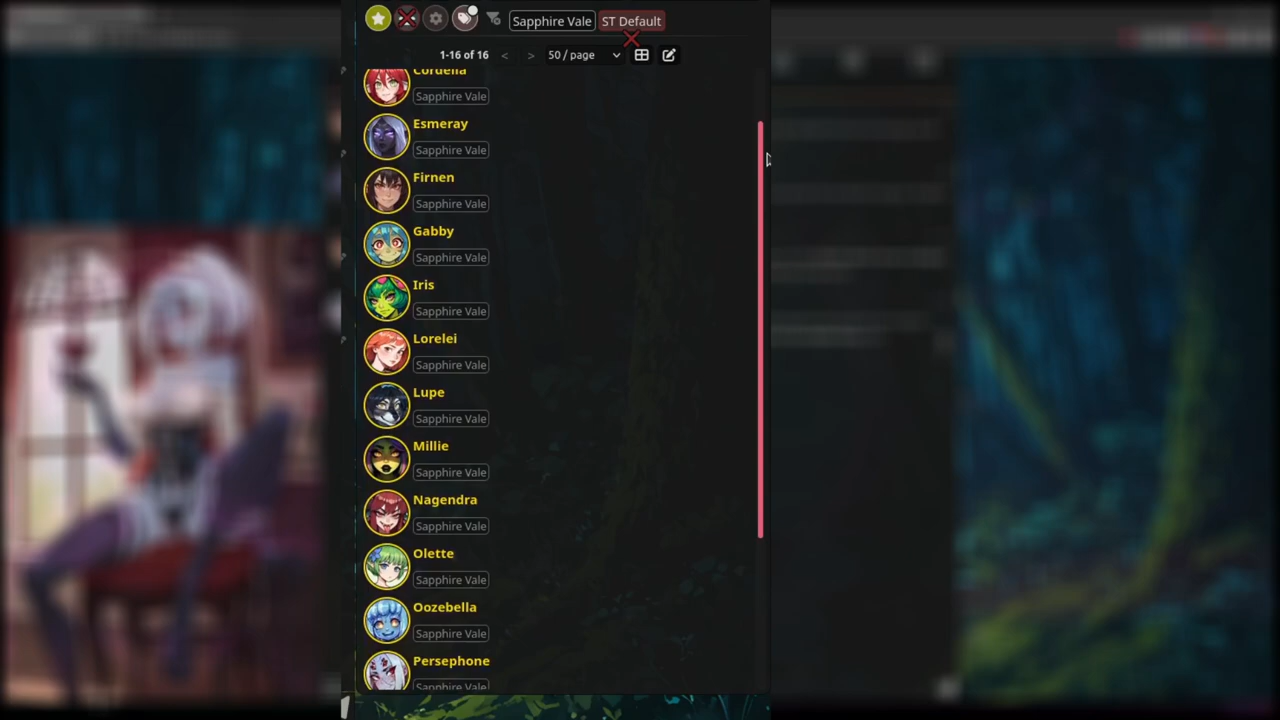 Sapphire Vale ST Default
1-16 of 16 < > 50 / page
Cordelia
Sapphire Vale
Esmeray
Sapphire Vale
Firnen
Sapphire Vale
Gabby
Sapphire Vale
Iris
Sapphire Vale
Lorelei
Sapphire Vale
Lupe
Sapphire Vale
Millie
Sapphire Vale
Nagendra
Sapphire Vale
Olette
Sapphire Vale
Oozebella
Sapphire Vale
Persephone
Sapphire Vale